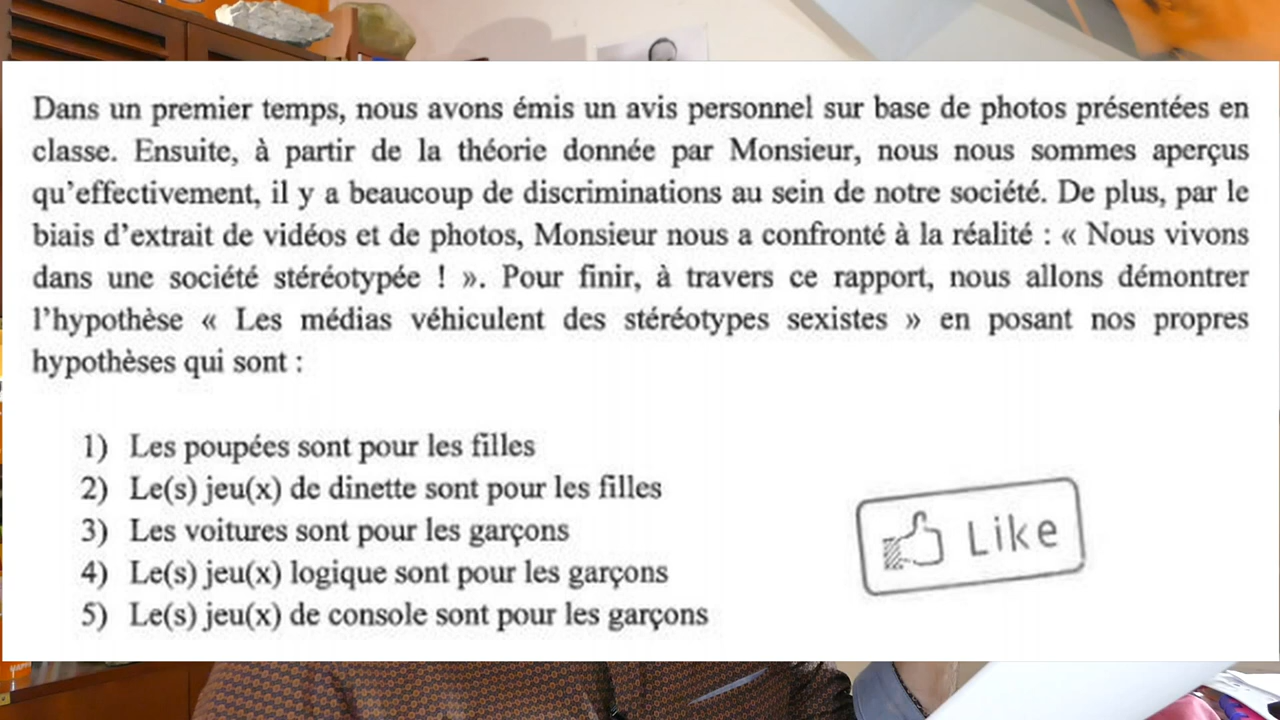 Dans un premier temps, nous avons émis un avis personnel sur base de photos présentées en
classe. Ensuite, à partir de la théorie donnée par Monsieur, nous nous sommes aperçus
qu'effectivement, il y a beaucoup de discriminations au sein de notre société. De plus, par le
biais d'extrait de vidéos et de photos, Monsieur nous a confronté à la réalité : « Nous vivons
dans une société stéréotypée ! ». Pour finir, à travers ce rapport, nous allons démontrer
l'hypothèse « Les médias véhiculent des stéréotypes sexistes » en posant nos propres
hypothèses qui sont :
1) Les poupées sont pour les filles
2) Le(s) jeu(x) de dinette sont pour les filles
3) Les voitures sont pour les garçons
4) Le(s) jeu(x) logique sont pour les garçons
5) Le(s) jeu(x) de console sont pour les garçons
Like